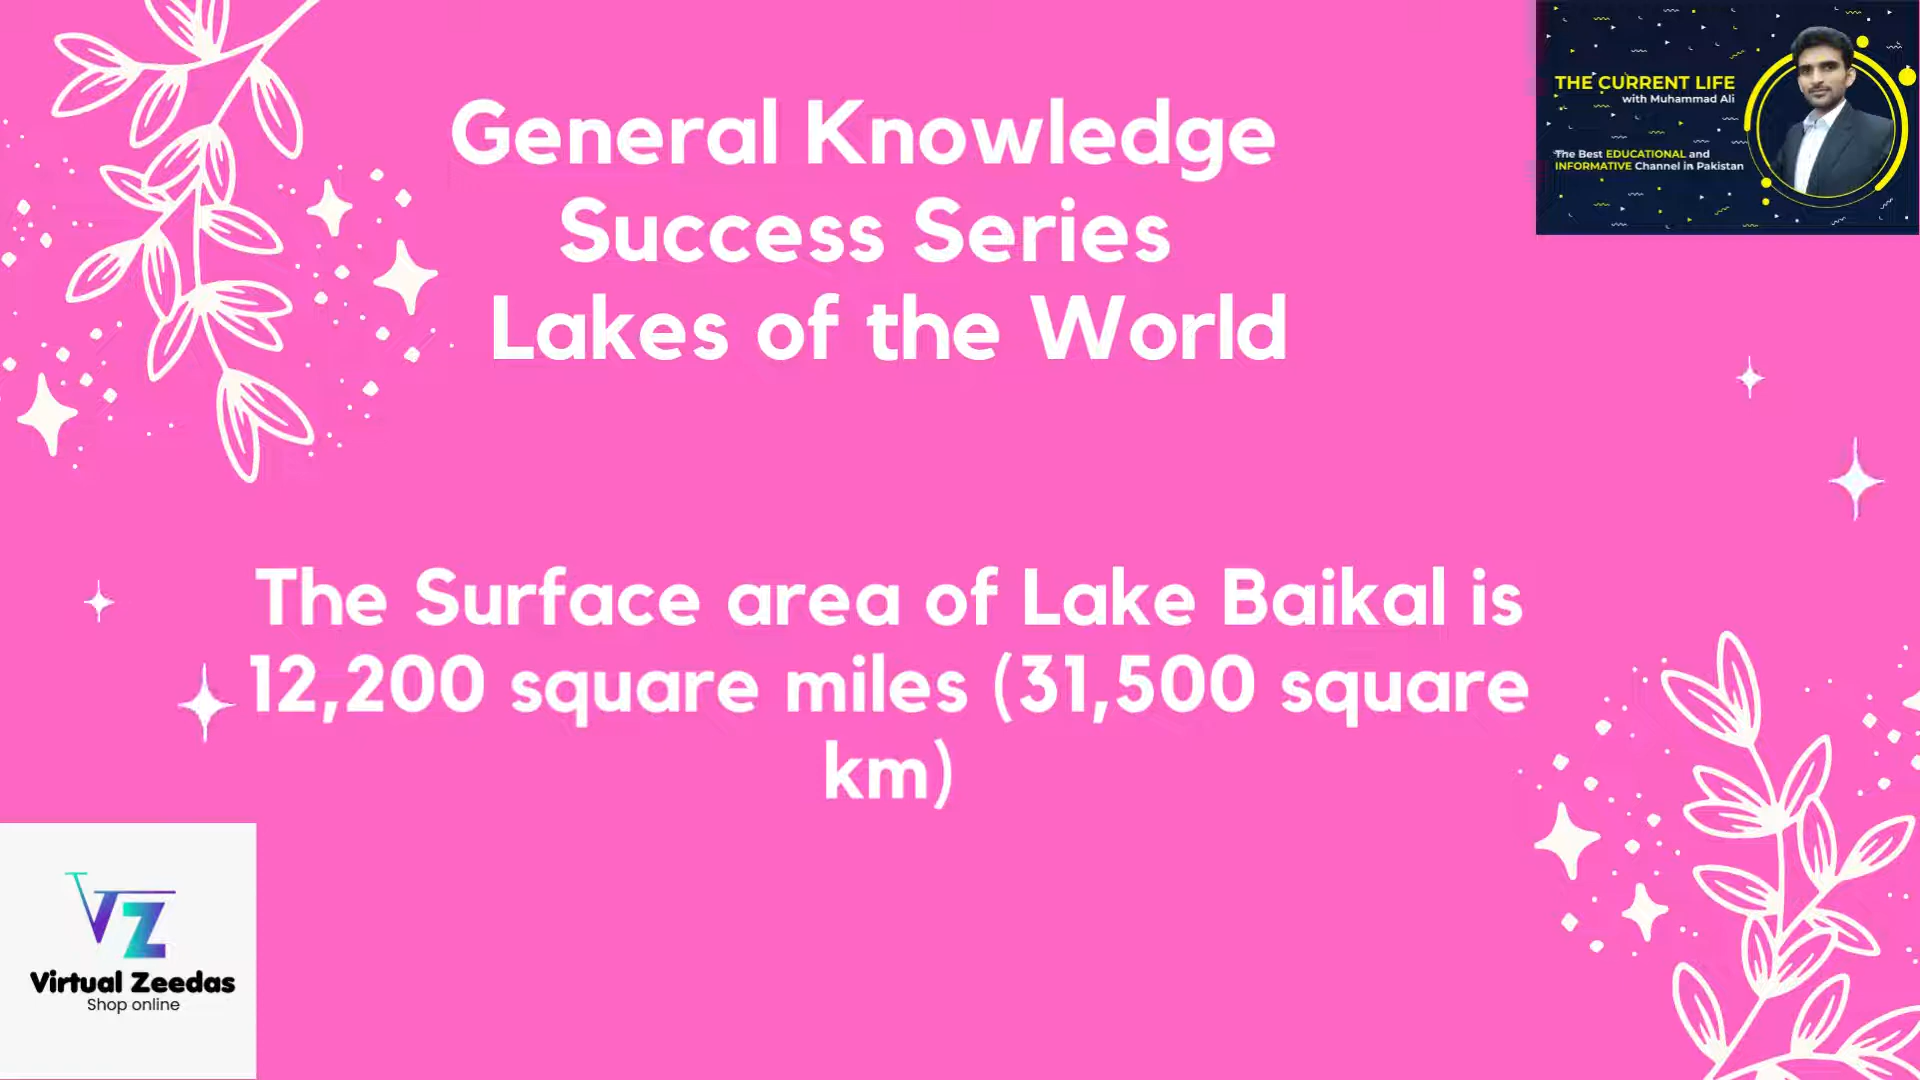 General Knowledge
Success Series
Lakes of the World
THE CURRENT LIFE
with Muhammad Ali
The Best EDUCATIONAL and
INFORMATIVE Channel in Pakistan
The Surface area of Lake Baikal is
12,200 square miles (31,500 square
km)
VZ
Virtual Zeedas
Shop online